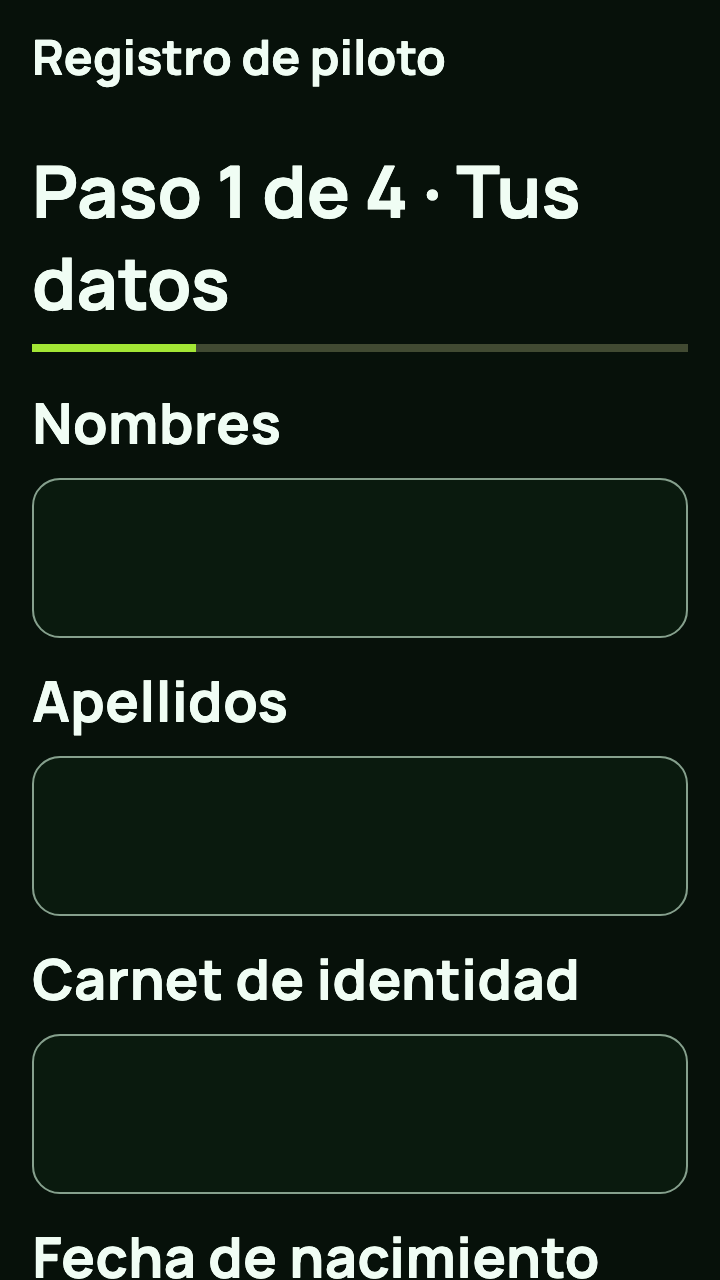 Registro de piloto
Paso 1 de 4 · Tus
datos
Nombres
Apellidos
Carnet de identidad
Fecha de nacimiento